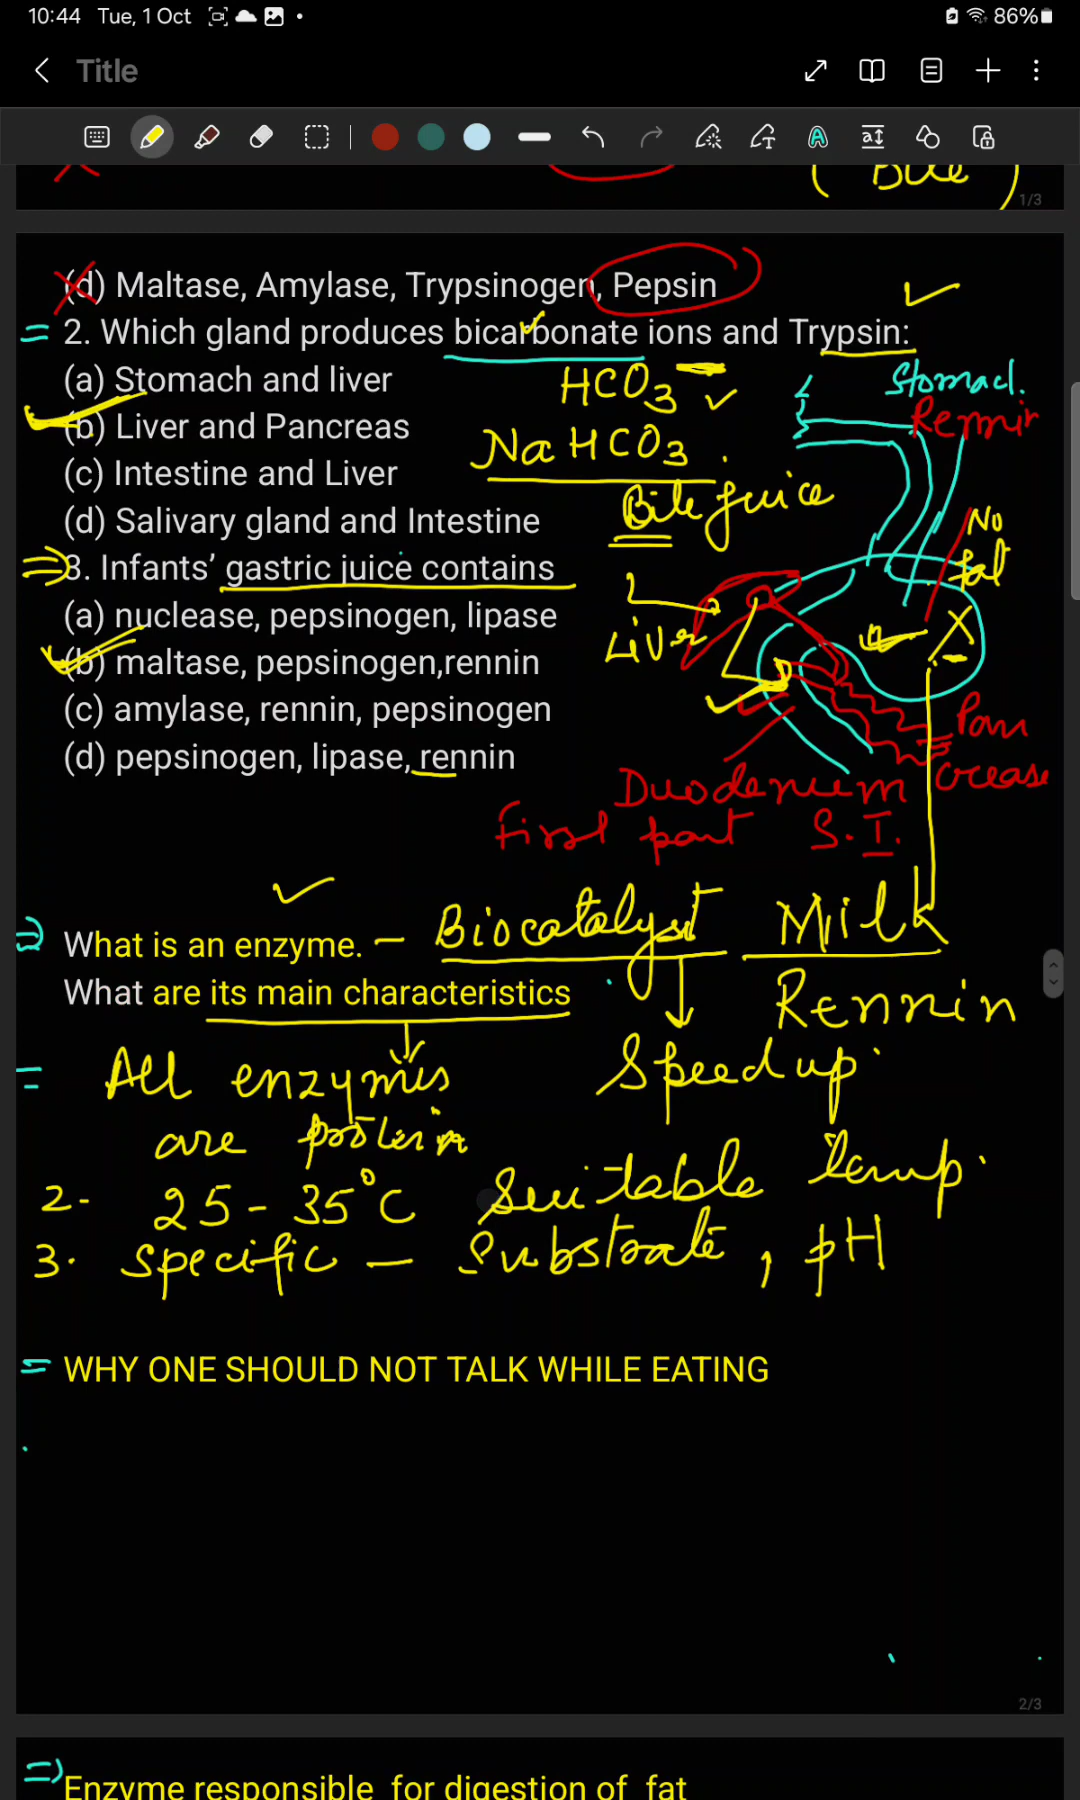 10:44 Tue, 1 Oct 86%
Title
1/3
(d) Maltase, Amylase, Trypsinogen, Pepsin
2. Which gland produces bicarbonate ions and Trypsin:
(a) Stomach and liver
HCO3 -
Stomach.
(b) Liver and Pancreas
Rennin
NaHCO3
(c) Intestine and Liver
Bile juice
(d) Salivary gland and Intestine
No
fat
3. Infants’ gastric juice contains
(a) nuclease, pepsinogen, lipase
Liver
(b) maltase, pepsinogen,rennin
(c) amylase, rennin, pepsinogen
Pan
crease
(d) pepsinogen, lipase, rennin
Duodenum
First part S.I.
What is an enzyme. – Biocatalyst Milk
What are its main characteristics
Rennin
= All enzymes
Speed up.
are protein
2- 25 - 35°C Suitable temp.
3. Specific – Substrate, pH
= WHY ONE SHOULD NOT TALK WHILE EATING
2/3
Enzyme responsible for digestion of fat